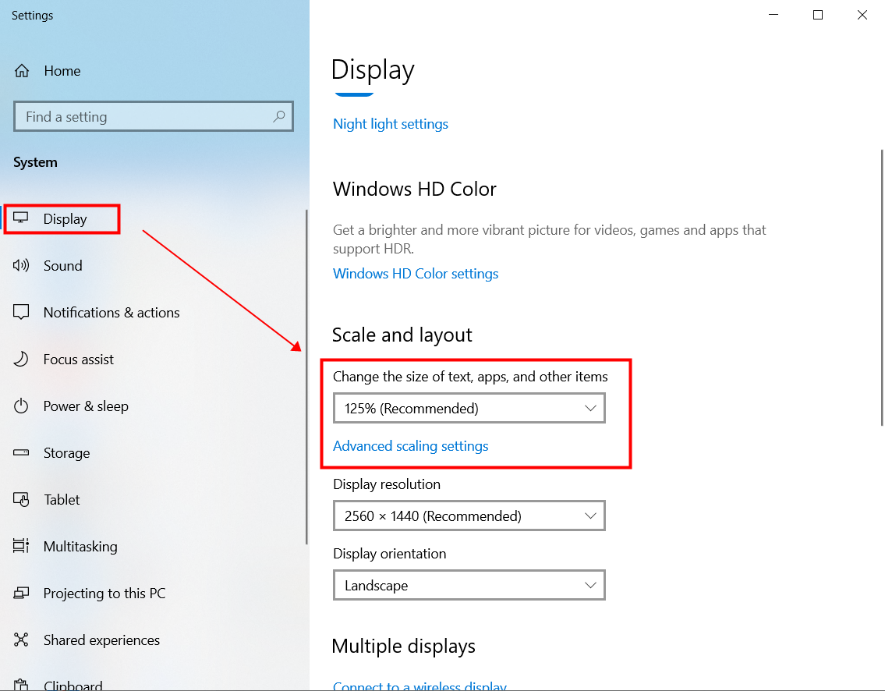 Settings
Home
Find a setting
System
Display
Sound
Notifications & actions
Focus assist
Power & sleep
Storage
Tablet
Multitasking
Projecting to this PC
Shared experiences
Clipboard
Display
Night light settings
Windows HD Color
Get a brighter and more vibrant picture for videos, games and apps that
support HDR.
Windows HD Color settings
Scale and layout
Change the size of text, apps, and other items
125% (Recommended)
Advanced scaling settings
Display resolution
2560 × 1440 (Recommended)
Display orientation
Landscape
Multiple displays
Connect to a wireless display